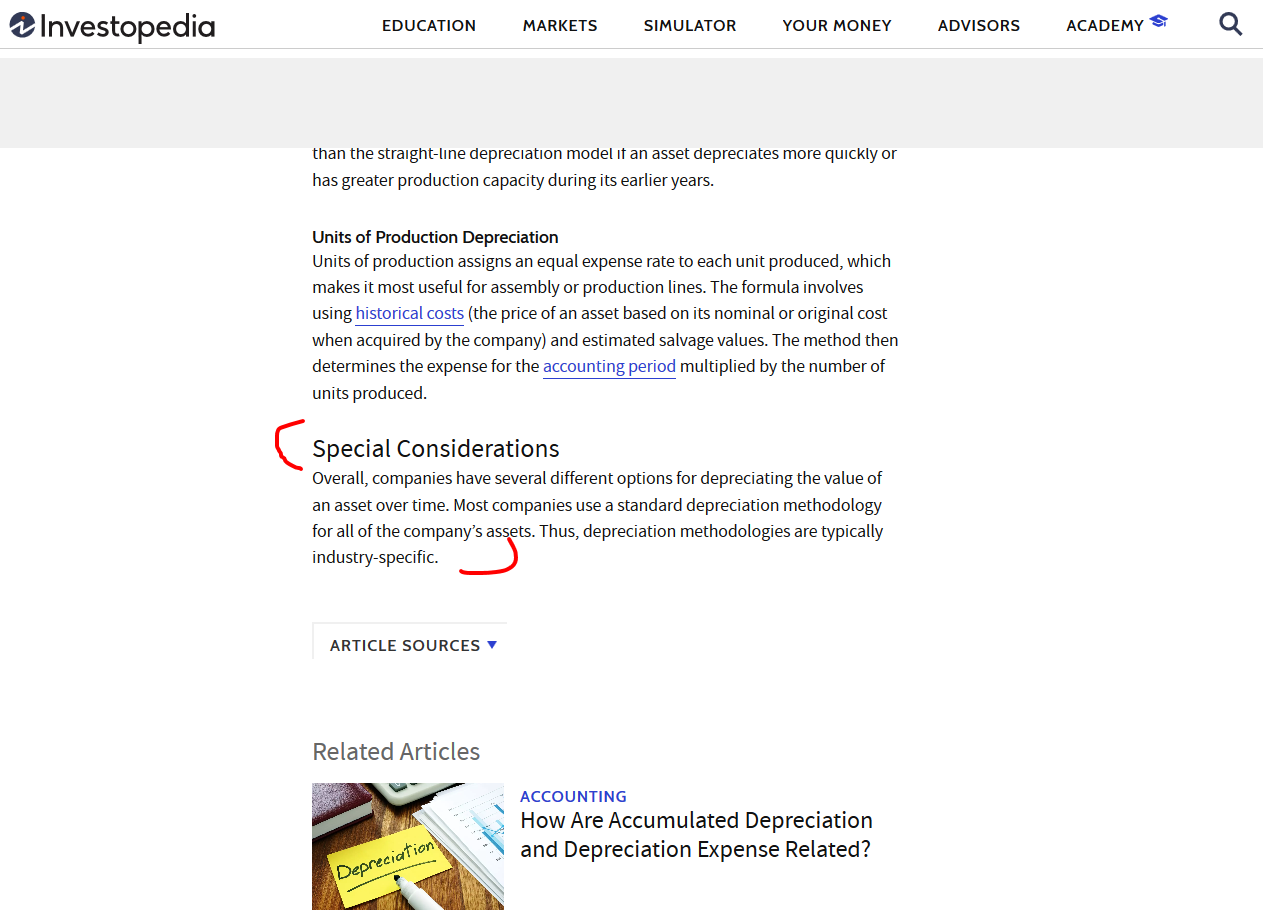 Investopedia
EDUCATION MARKETS SIMULATOR YOUR MONEY ADVISORS ACADEMY
than the straight-line depreciation model if an asset depreciates more quickly or
has greater production capacity during its earlier years.
Units of Production Depreciation
Units of production assigns an equal expense rate to each unit produced, which
makes it most useful for assembly or production lines. The formula involves
using historical costs (the price of an asset based on its nominal or original cost
when acquired by the company) and estimated salvage values. The method then
determines the expense for the accounting period multiplied by the number of
units produced.
Special Considerations
Overall, companies have several different options for depreciating the value of
an asset over time. Most companies use a standard depreciation methodology
for all of the company’s assets. Thus, depreciation methodologies are typically
industry-specific.
ARTICLE SOURCES
Related Articles
Depreciation
ACCOUNTING
How Are Accumulated Depreciation
and Depreciation Expense Related?